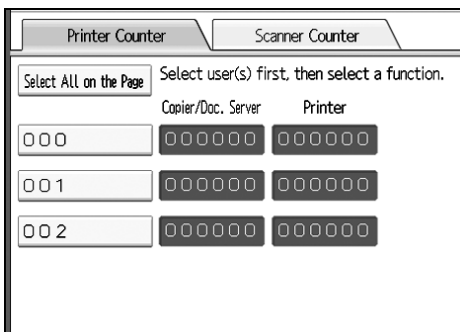 Printer Counter Scanner Counter
Select All on the Page Select user(s) first, then select a function.
Copier/Doc. Server Printer
000 000000 000000
001 000000 000000
002 000000 000000